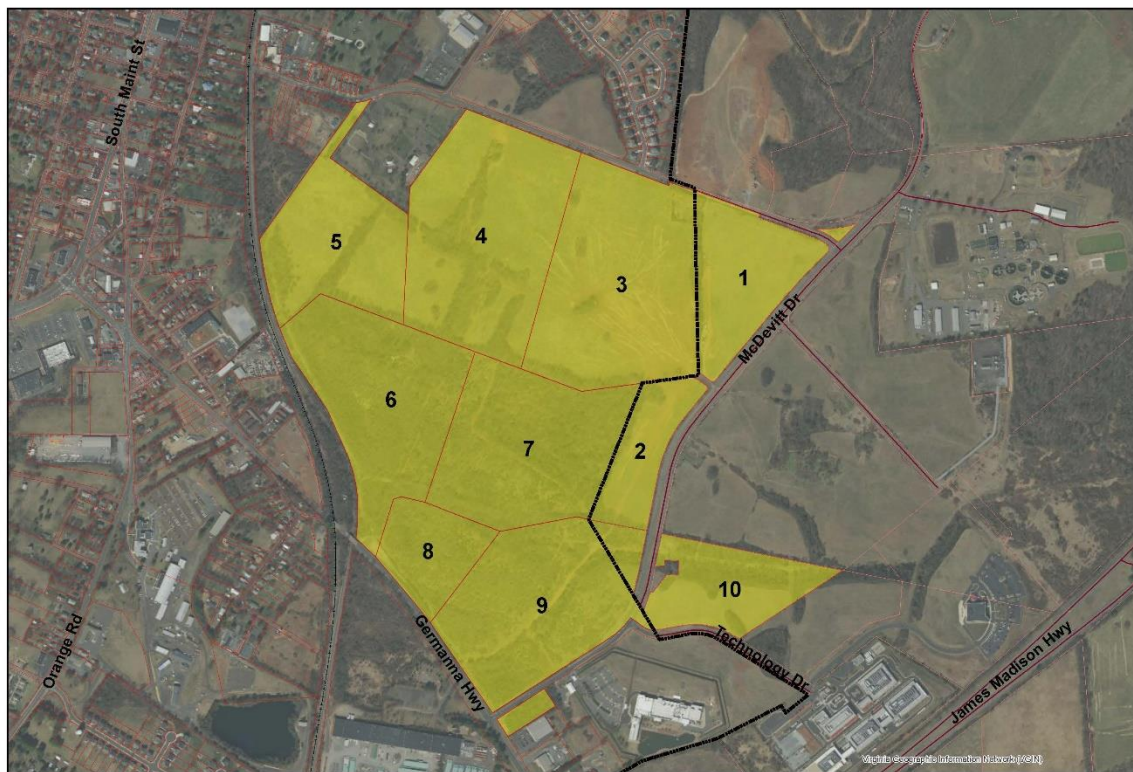 South Maint St
5
4
3
1
McDevitt Dr
6
7
2
8
9
10
Orange Rd
Germanna Hwy
Technology Dr
James Madison Hwy
Virginia Geographic Information Network (VGIN)